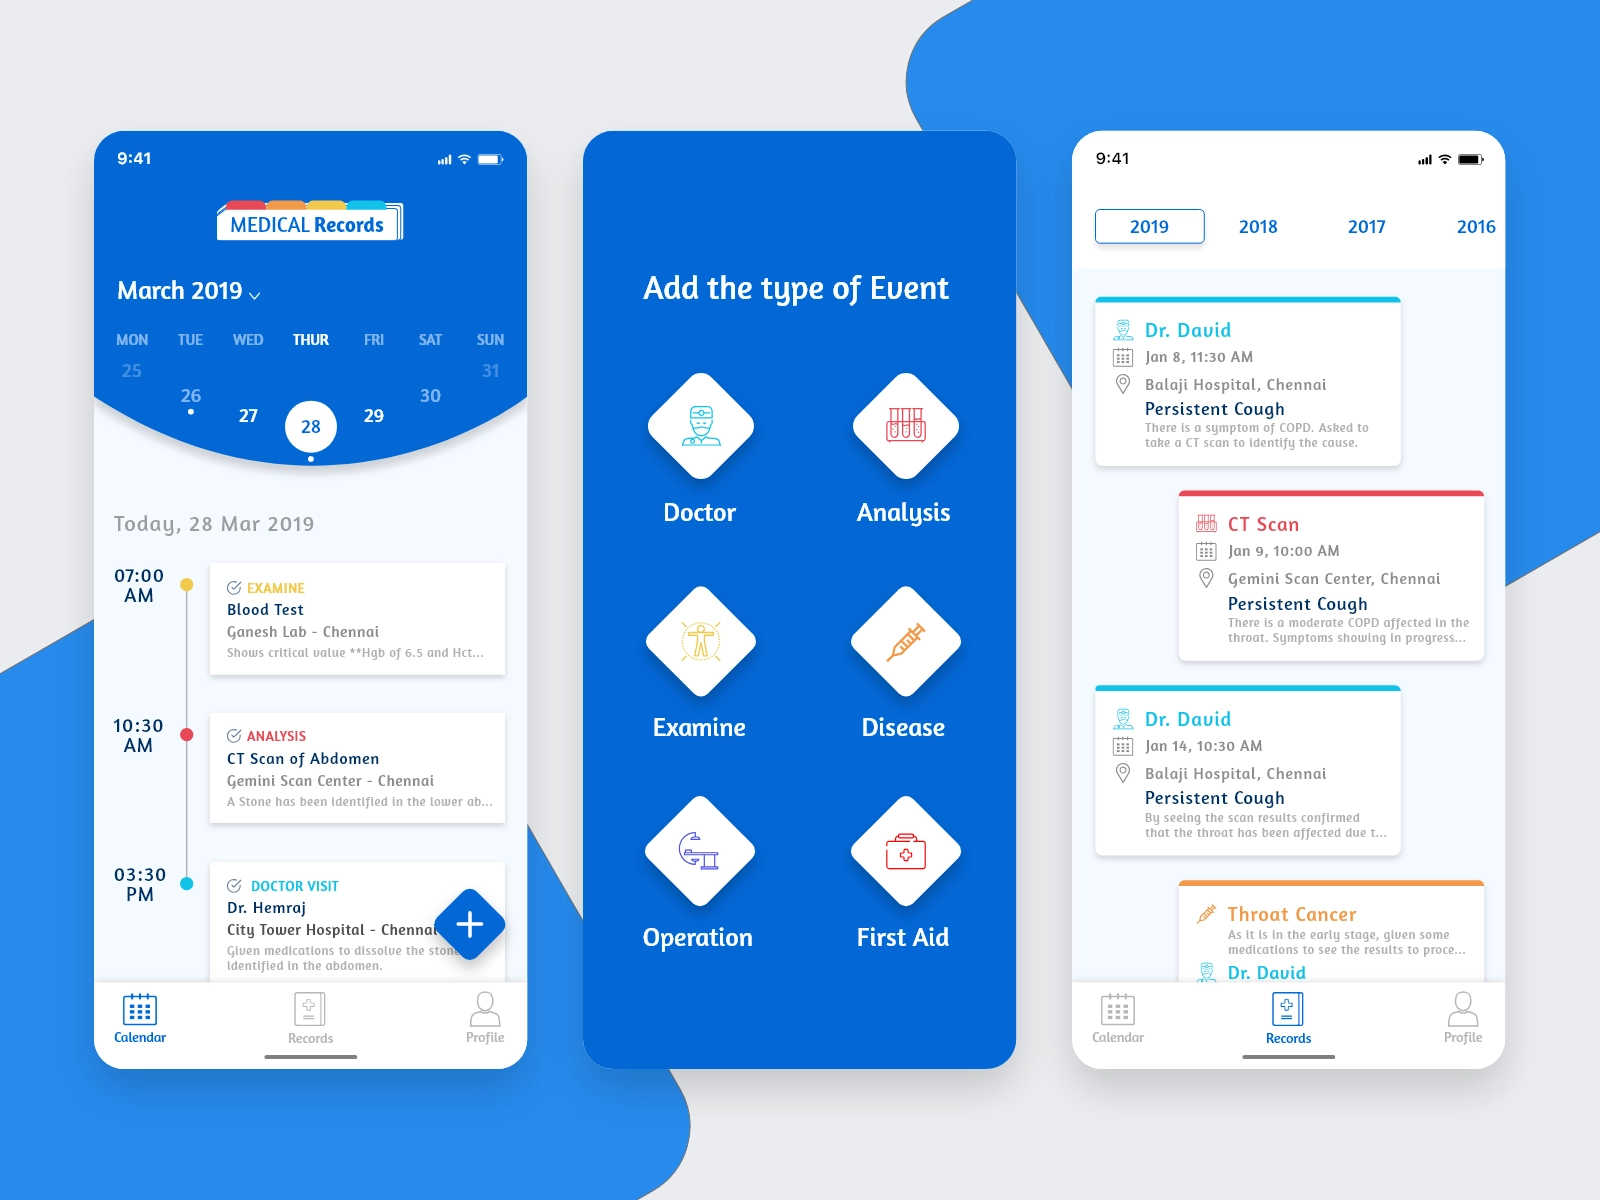 9:41
MEDICAL Records
March 2019
MON TUE WED THUR FRI SAT SUN
25 26 27 28 29 30 31
Today, 28 Mar 2019
07:00
AM
EXAMINE
Blood Test
Ganesh Lab - Chennai
Shows critical value **Hgb of 6.5 and Hct...
10:30
AM
ANALYSIS
CT Scan of Abdomen
Gemini Scan Center - Chennai
A Stone has been identified in the lower ab...
03:30
PM
DOCTOR VISIT
Dr. Hemraj
City Tower Hospital - Chennai
Given medications to dissolve the stone
identified in the abdomen.
Calendar
Records
Profile
Add the type of Event
Doctor
Analysis
Examine
Disease
Operation
First Aid
9:41
2019 2018 2017 2016
Dr. David
Jan 8, 11:30 AM
Balaji Hospital, Chennai
Persistent Cough
There is a symptom of COPD. Asked to
take a CT scan to identify the cause.
CT Scan
Jan 9, 10:00 AM
Gemini Scan Center, Chennai
Persistent Cough
There is a moderate COPD affected in the
throat. Symptoms showing in progress...
Dr. David
Jan 14, 10:30 AM
Balaji Hospital, Chennai
Persistent Cough
By seeing the scan results confirmed
that the throat has been affected due t...
Throat Cancer
As it is in the early stage, given some
medications to see the results to proce...
Dr. David
Calendar
Records
Profile